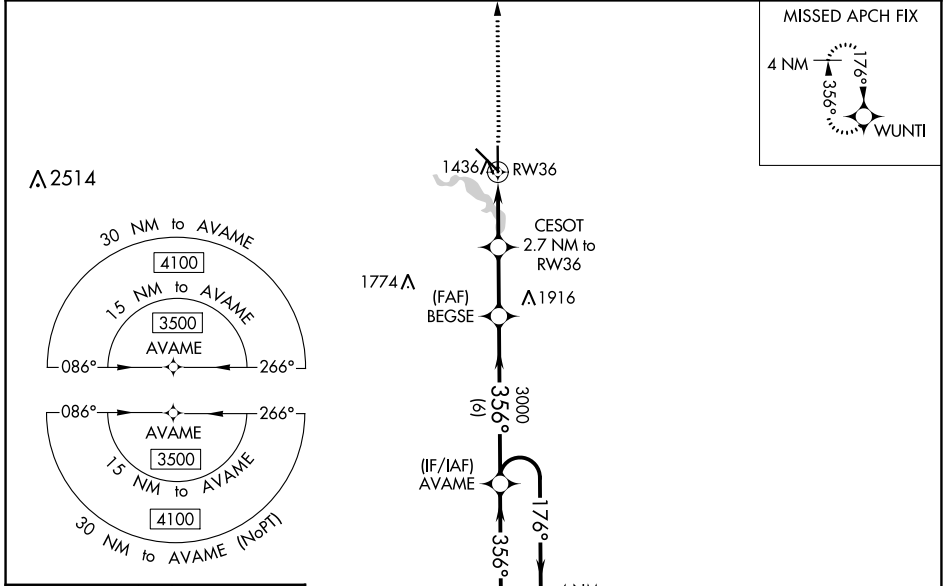 MISSED APCH FIX
4 NM
176°
356°
WUNTI
1436
RW36
2514
CESOT
2.7 NM to
RW36
1774
(FAF)
BEGSE
1916
30 NM to AVAME
4100
15 NM to AVAME
3500
AVAME
086°
266°
086°
266°
AVAME
3500
15 NM to AVAME
4100
30 NM to AVAME (NoPT)
3000
356°
(6)
(IF/IAF)
AVAME
176°
356°